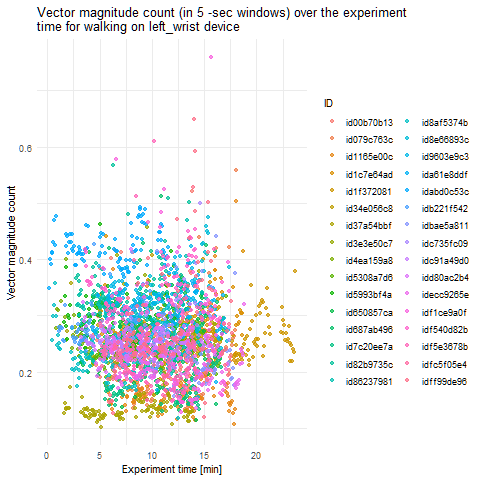 Vector magnitude count (in 5 -sec windows) over the experiment
time for walking on left_wrist device
Vector magnitude count
0.6
0.4
0.2
0
5
10
15
20
Experiment time [min]
ID
id00b70b13
id079c763c
id1165e00c
id1c7e64ad
id1f372081
id34e056c8
id37a54bbf
id3e3e50c7
id4ea159a8
id5308a7d6
id5993bf4a
id650857ca
id687ab496
id7c20ee7a
id82b9735c
id86237981
id8af5374b
id8e66893c
id9603e9c3
ida61e8ddf
idabd0c53c
idb221f542
idbae5a811
idc735fc09
idc91a49d0
idd80ac2b4
idecc9265e
idf1ce9a0f
idf540d82b
idf5e3678b
idfc5f05e4
idff99de96